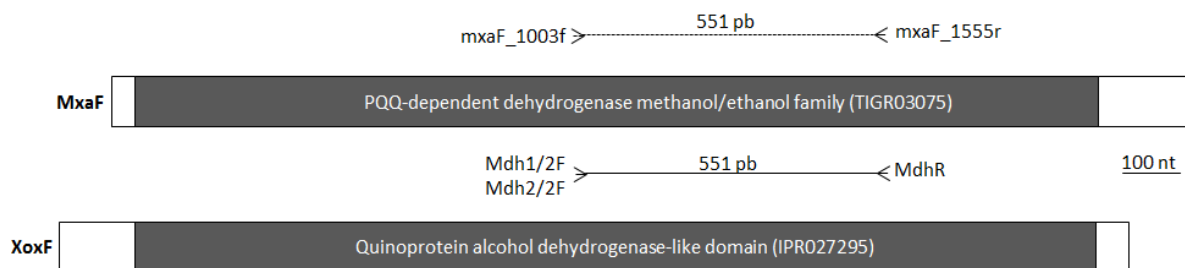 551 pb
mxaF_1003f
mxaF_1555r
MxaF
PQQ-dependent dehydrogenase methanol/ethanol family (TIGR03075)
Mdh1/2F
551 pb
MdhR
100 nt
Mdh2/2F
XoxF
Quinoprotein alcohol dehydrogenase-like domain (IPR027295)